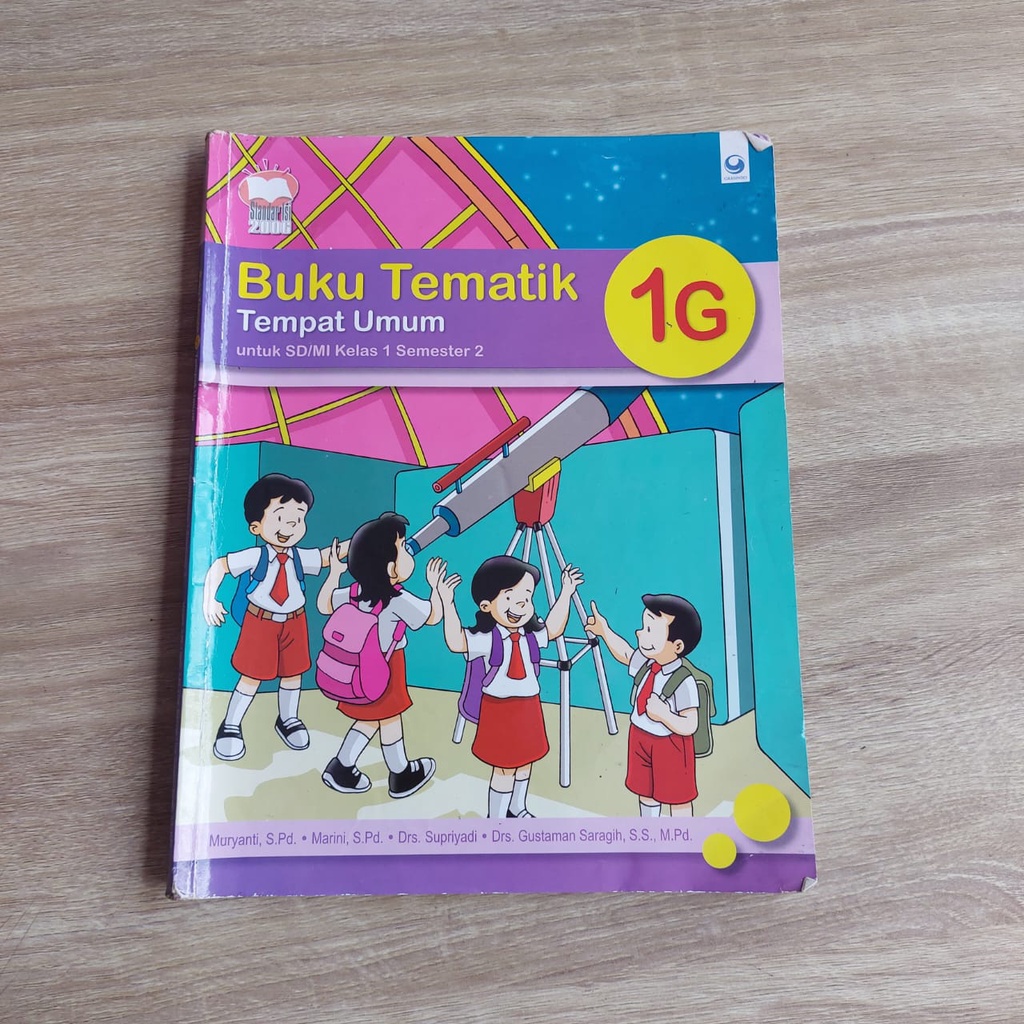 Standar Isi
2006
Buku Tematik
Tempat Umum
untuk SD/MI Kelas 1 Semester 2
1G
Muryanti, S.Pd. • Marini, S.Pd. • Drs. Supriyadi • Drs. Gustaman Saragih, S.S., M.Pd.